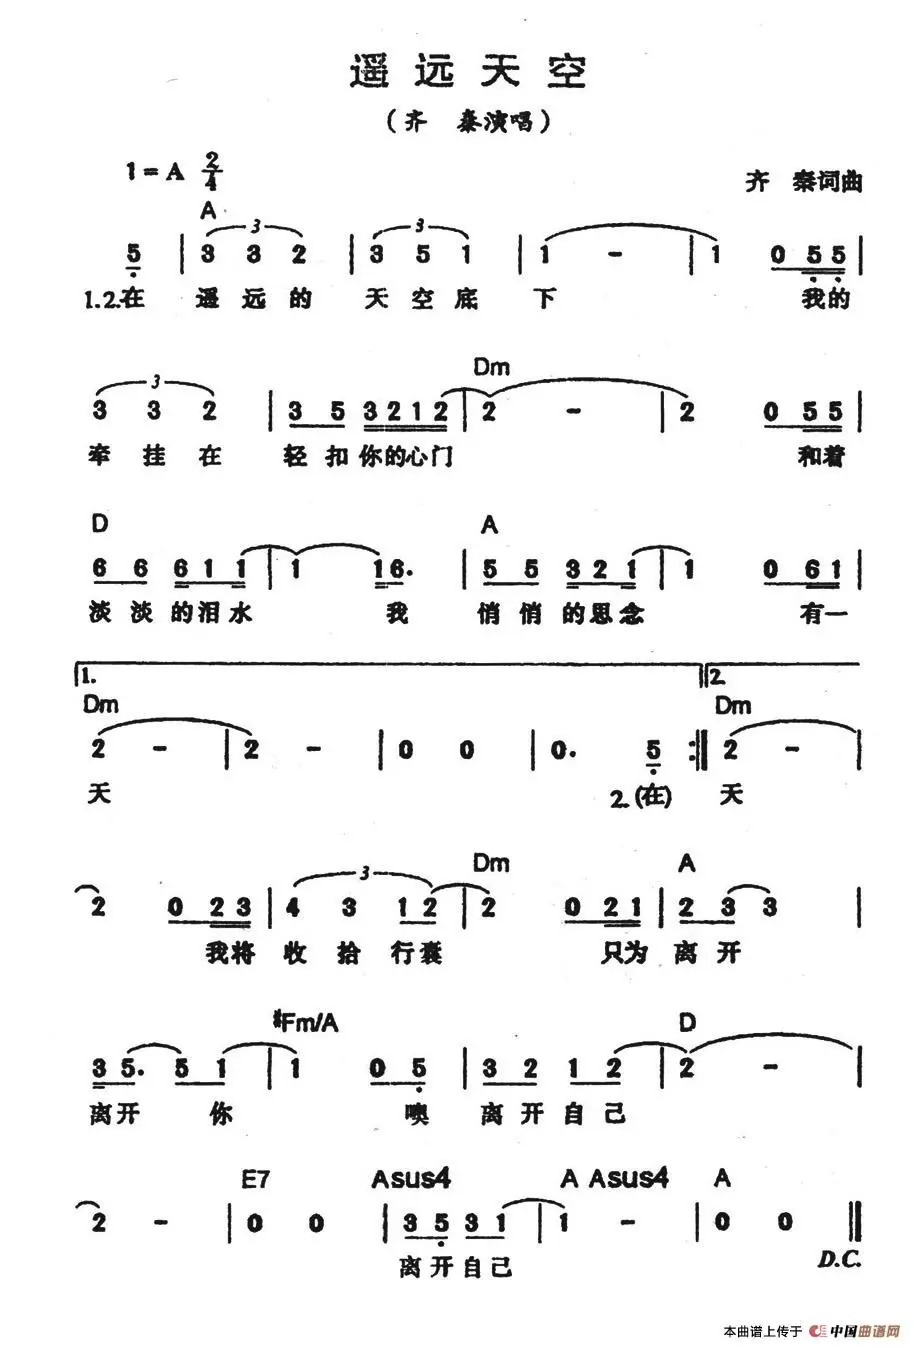 遥远天空
（齐 秦演唱）
1=A 2/4
齐 秦词曲
A
5 | 3 3 2 | 3 5 1 | 1 - | 1 0 5 5 |
1.2.在 遥远的 天空底 下 我的
Dm
3 3 2 | 3 5 3 2 1 2 | 2 - | 2 0 5 5 |
牵挂在 轻扣你的心门 和着
D A
6 6 6 1 1 | 1 1 6. | 5 5 3 2 1 | 1 0 6 1 |
淡淡的泪水 我 悄悄的思念 有一
1. 2.
Dm Dm
2 - | 2 - | 0 0 | 0. 5 :‖ 2 - |
天 2.(在) 天
Dm A
2 0 2 3 | 4 3 1 2 | 2 0 2 1 | 2 3 3 |
我将 收拾行囊 只为 离开
#Fm/A D
3 5. 5 1 | 1 0 5 | 3 2 1 2 | 2 - |
离开 你 噢 离开自己
E7 Asus4 A Asus4 A
2 - | 0 0 | 3 5 3 1 | 1 - | 0 0 ‖
离开自己 D.C.
本曲谱上传于 中国曲谱网